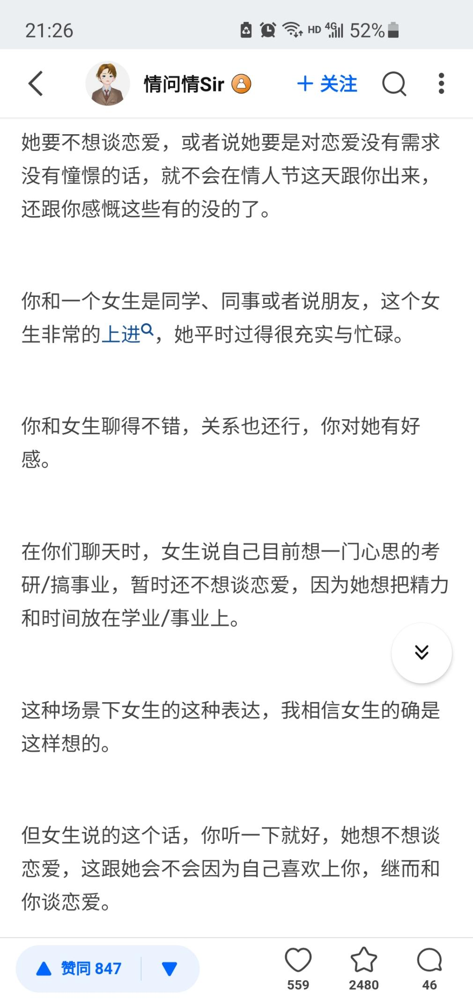 21:26
HD 4G 52%
情问情Sir + 关注
她要不想谈恋爱，或者说她要是对恋爱没有需求
没有憧憬的话，就不会在情人节这天跟你出来，
还跟你感慨这些有的没的了。
你和一个女生是同学、同事或者说朋友，这个女
生非常的上进，她平时过得很充实与忙碌。
你和女生聊得不错，关系也还行，你对她有好
感。
在你们聊天时，女生说自己目前想一门心思的考
研/搞事业，暂时还不想谈恋爱，因为她想把精力
和时间放在学业/事业上。
这种场景下女生的这种表达，我相信女生的确是
这样想的。
但女生说的这个话，你听一下就好，她想不想谈
恋爱，这跟她会不会因为自己喜欢上你，继而和
你谈恋爱。
赞同 847
559
2480
46